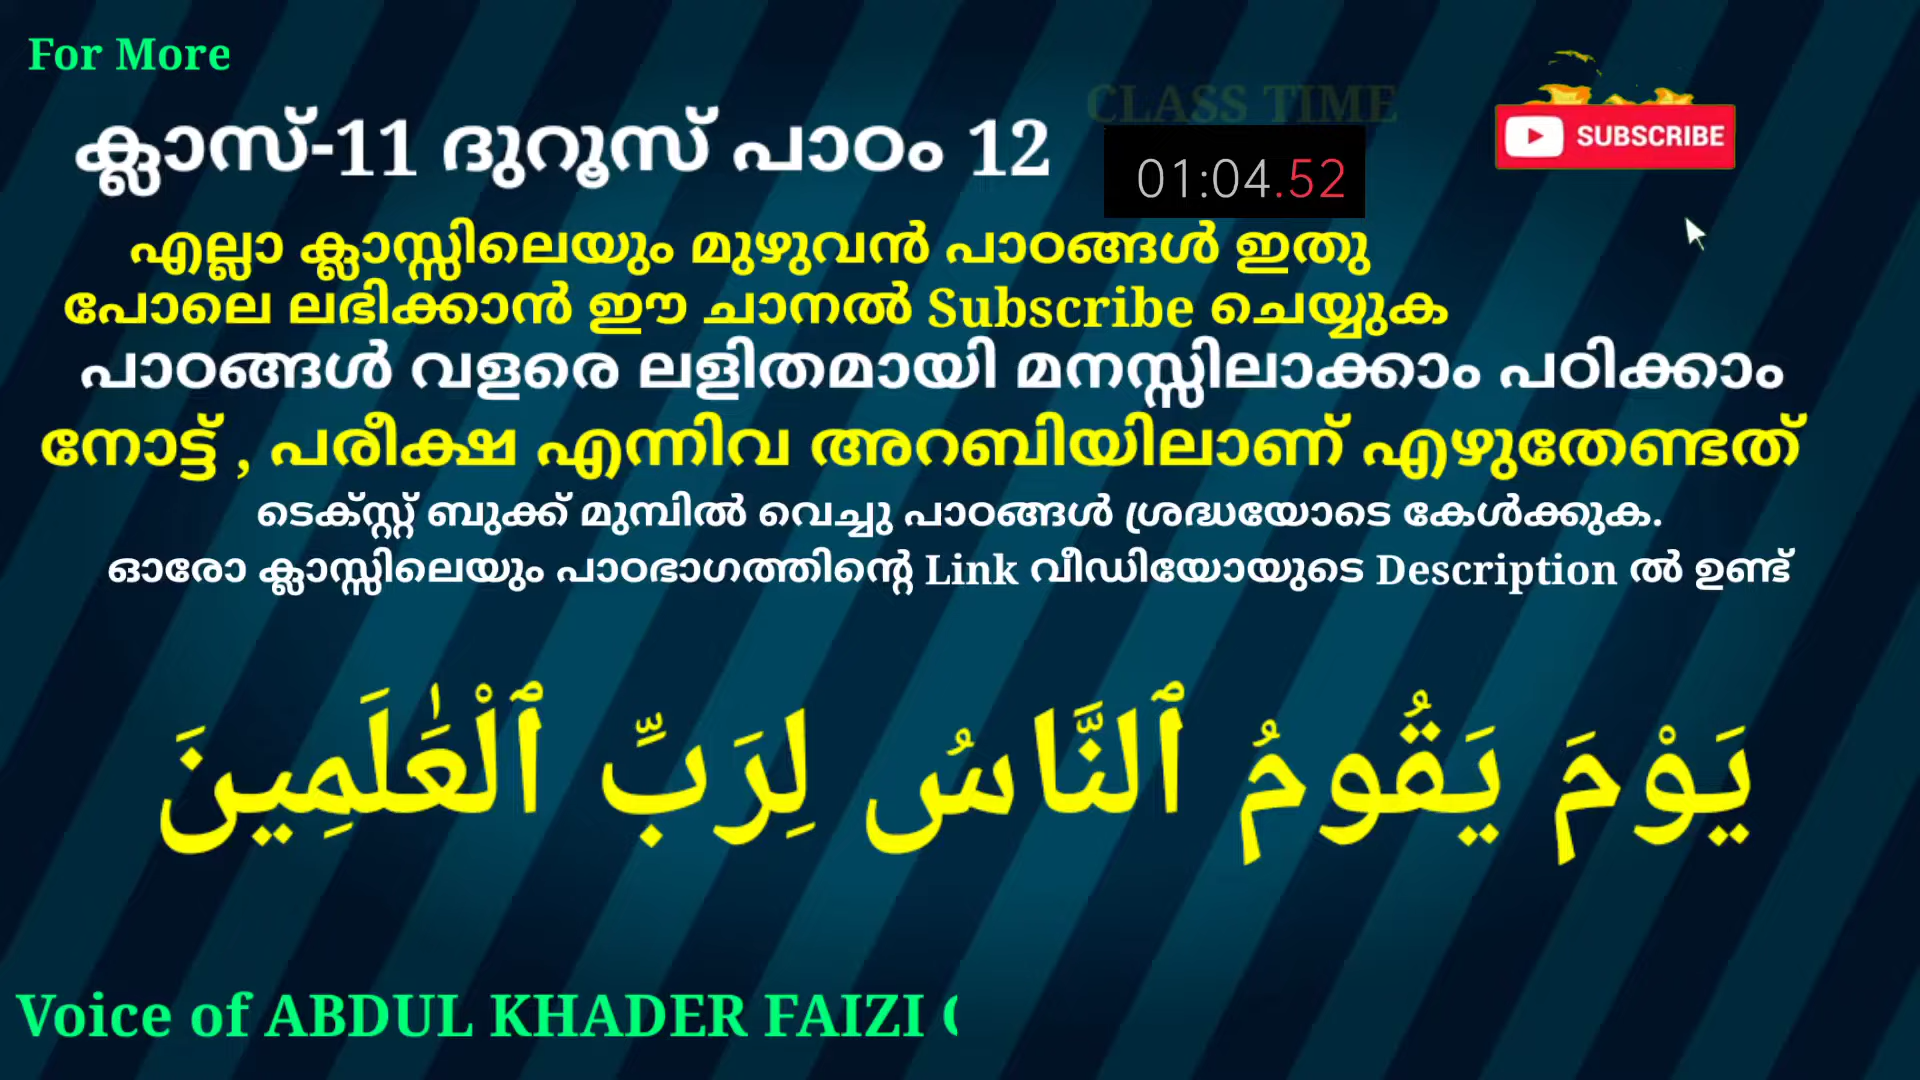 For More
CLASS TIME
ക്ലാസ്-11 ദുറൂസ് പാഠം 12
01:04.52
SUBSCRIBE
എല്ലാ ക്ലാസ്സിലെയും മുഴുവൻ പാഠങ്ങൾ ഇതു
പോലെ ലഭിക്കാൻ ഈ ചാനൽ Subscribe ചെയ്യുക
പാഠങ്ങൾ വളരെ ലളിതമായി മനസ്സിലാക്കാം പഠിക്കാം
നോട്ട് , പരീക്ഷ എന്നിവ അറബിയിലാണ് എഴുതേണ്ടത്
ടെക്സ്റ്റ് ബുക്ക് മുമ്പിൽ വെച്ചു പാഠങ്ങൾ ശ്രദ്ധയോടെ കേൾക്കുക.
ഓരോ ക്ലാസ്സിലെയും പാഠഭാഗത്തിന്റെ Link വീഡിയോയുടെ Description ൽ ഉണ്ട്
يَوْمَ يَقُومُ ٱلنَّاسُ لِرَبِّ ٱلْعَٰلَمِينَ
Voice of ABDUL KHADER FAIZI